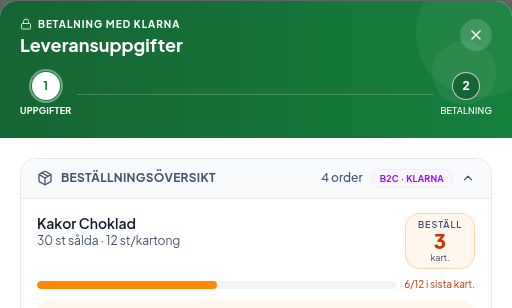 BETALNING MED KLARNA
Leveransuppgifter
1
2
UPPGIFTER
BETALNING
BESTÄLLNINGSÖVERSIKT
4 order
B2C · KLARNA
Kakor Choklad
30 st sålda · 12 st/kartong
BESTÄLL
3
kart.
6/12 i sista kart.